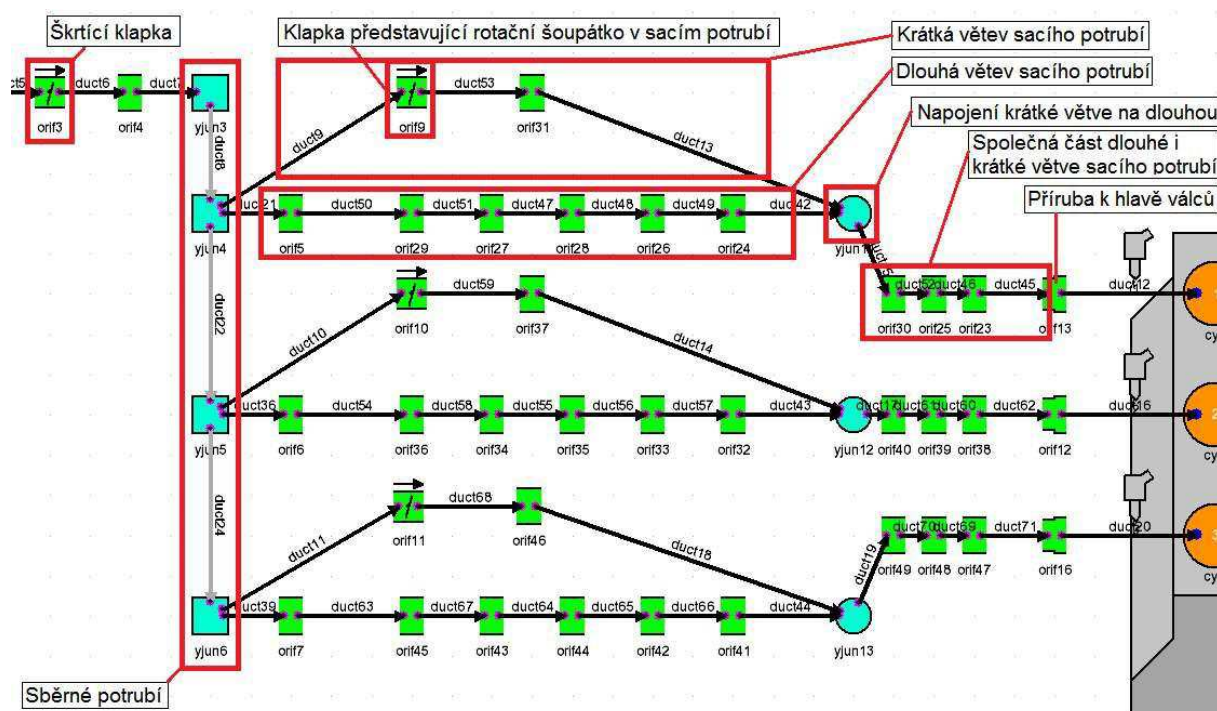 Škrtící klapka
Klapka představující rotační šoupátko v sacím potrubí
Krátká větev sacího potrubí
Dlouhá větev sacího potrubí
Napojení krátké větve na dlouhou
Společná část dlouhé i
krátké větve sacího potrubí
Příruba k hlavě válců
duct6 duct7 duct53
orif3 orif4 yjun3 orif9 orif31
duct8 duct9 duct13
duct50 duct51 duct47 duct48 duct49
yjun4 orif5 orif29 orif27 orif28 orif26 orif24
duct59
duct52 duct45
orif10 orif37 orif30 orif25 orif23 orif13
duct22 duct10 duct14
duct36 duct54 duct58 duct55 duct56 duct57 duct43 duct62
yjun5 orif6 orif36 orif34 orif35 orif33 orif32 yjun12 orif40 orif39 orif38 orif12
2
duct68
orif11 orif46
duct24 duct11 duct18 duct19
duct70 duct69 duct71
orif49 orif48 orif47 orif16
3
duct39 duct63 duct67 duct64 duct65 duct66 duct44
yjun6 orif7 orif45 orif43 orif44 orif42 orif41 yjun13
Sběrné potrubí